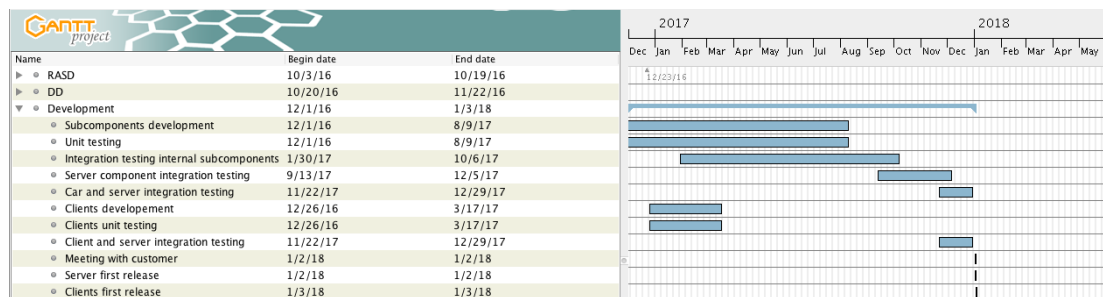 GANTT
project
2017 2018
Dec Jan Feb Mar Apr May Jun Jul Aug Sep Oct Nov Dec Jan Feb Mar Apr May
Name Begin date End date
12/23/16
RASD 10/3/16 10/19/16
DD 10/20/16 11/22/16
Development 12/1/16 1/3/18
Subcomponents development 12/1/16 8/9/17
Unit testing 12/1/16 8/9/17
Integration testing internal subcomponents 1/30/17 10/6/17
Server component integration testing 9/13/17 12/5/17
Car and server integration testing 11/22/17 12/29/17
Clients developement 12/26/16 3/17/17
Clients unit testing 12/26/16 3/17/17
Client and server integration testing 11/22/17 12/29/17
Meeting with customer 1/2/18 1/2/18
Server first release 1/2/18 1/2/18
Clients first release 1/3/18 1/3/18